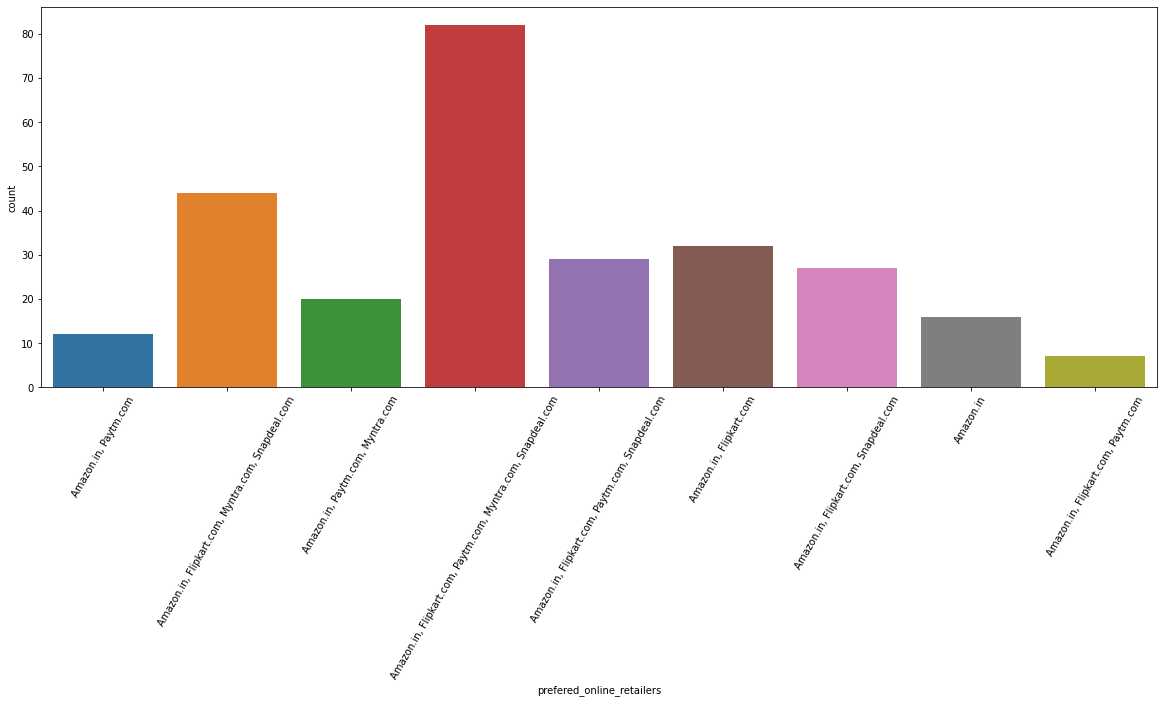 80
70
60
50
40
30
20
10
0
count
Amazon.in, Paytm.com
Amazon.in, Flipkart.com, Myntra.com, Snapdeal.com
Amazon.in, Paytm.com, Myntra.com
Amazon.in, Flipkart.com, Paytm.com, Myntra.com, Snapdeal.com
Amazon.in, Flipkart.com, Paytm.com, Snapdeal.com
Amazon.in, Flipkart.com
Amazon.in, Flipkart.com, Snapdeal.com
Amazon.in
Amazon.in, Flipkart.com, Paytm.com
prefered_online_retailers